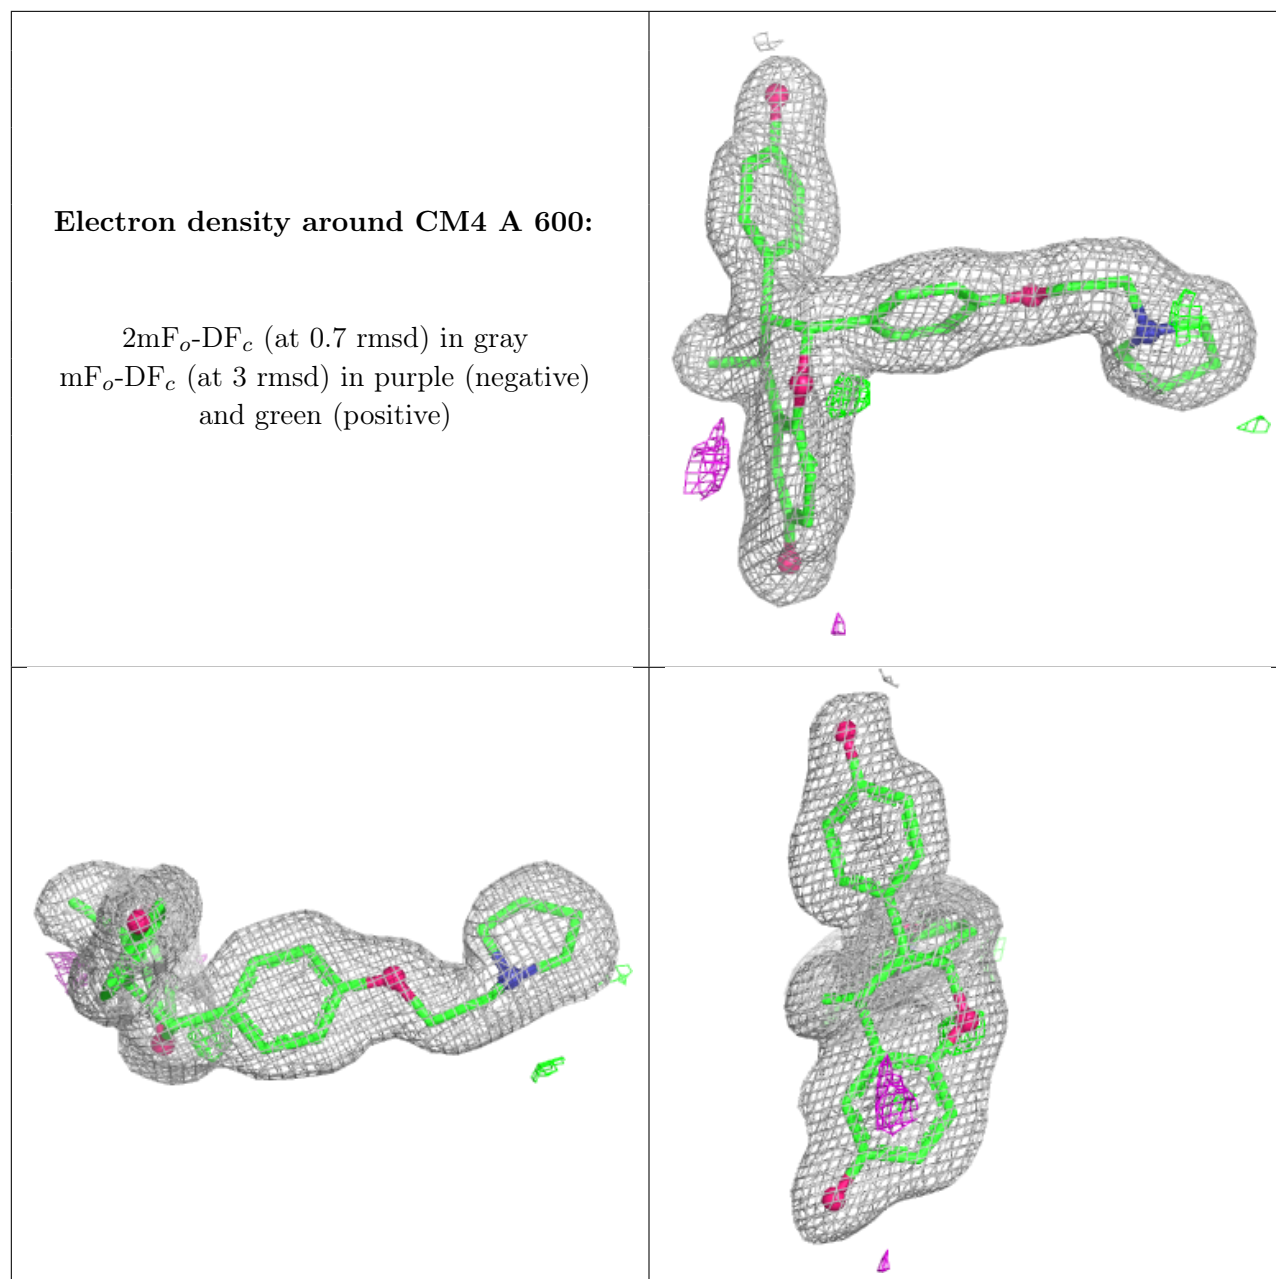 Electron density around CM4 A 600:
2mFo-DFc (at 0.7 rmsd) in gray
mFo-DFc (at 3 rmsd) in purple (negative)
and green (positive)